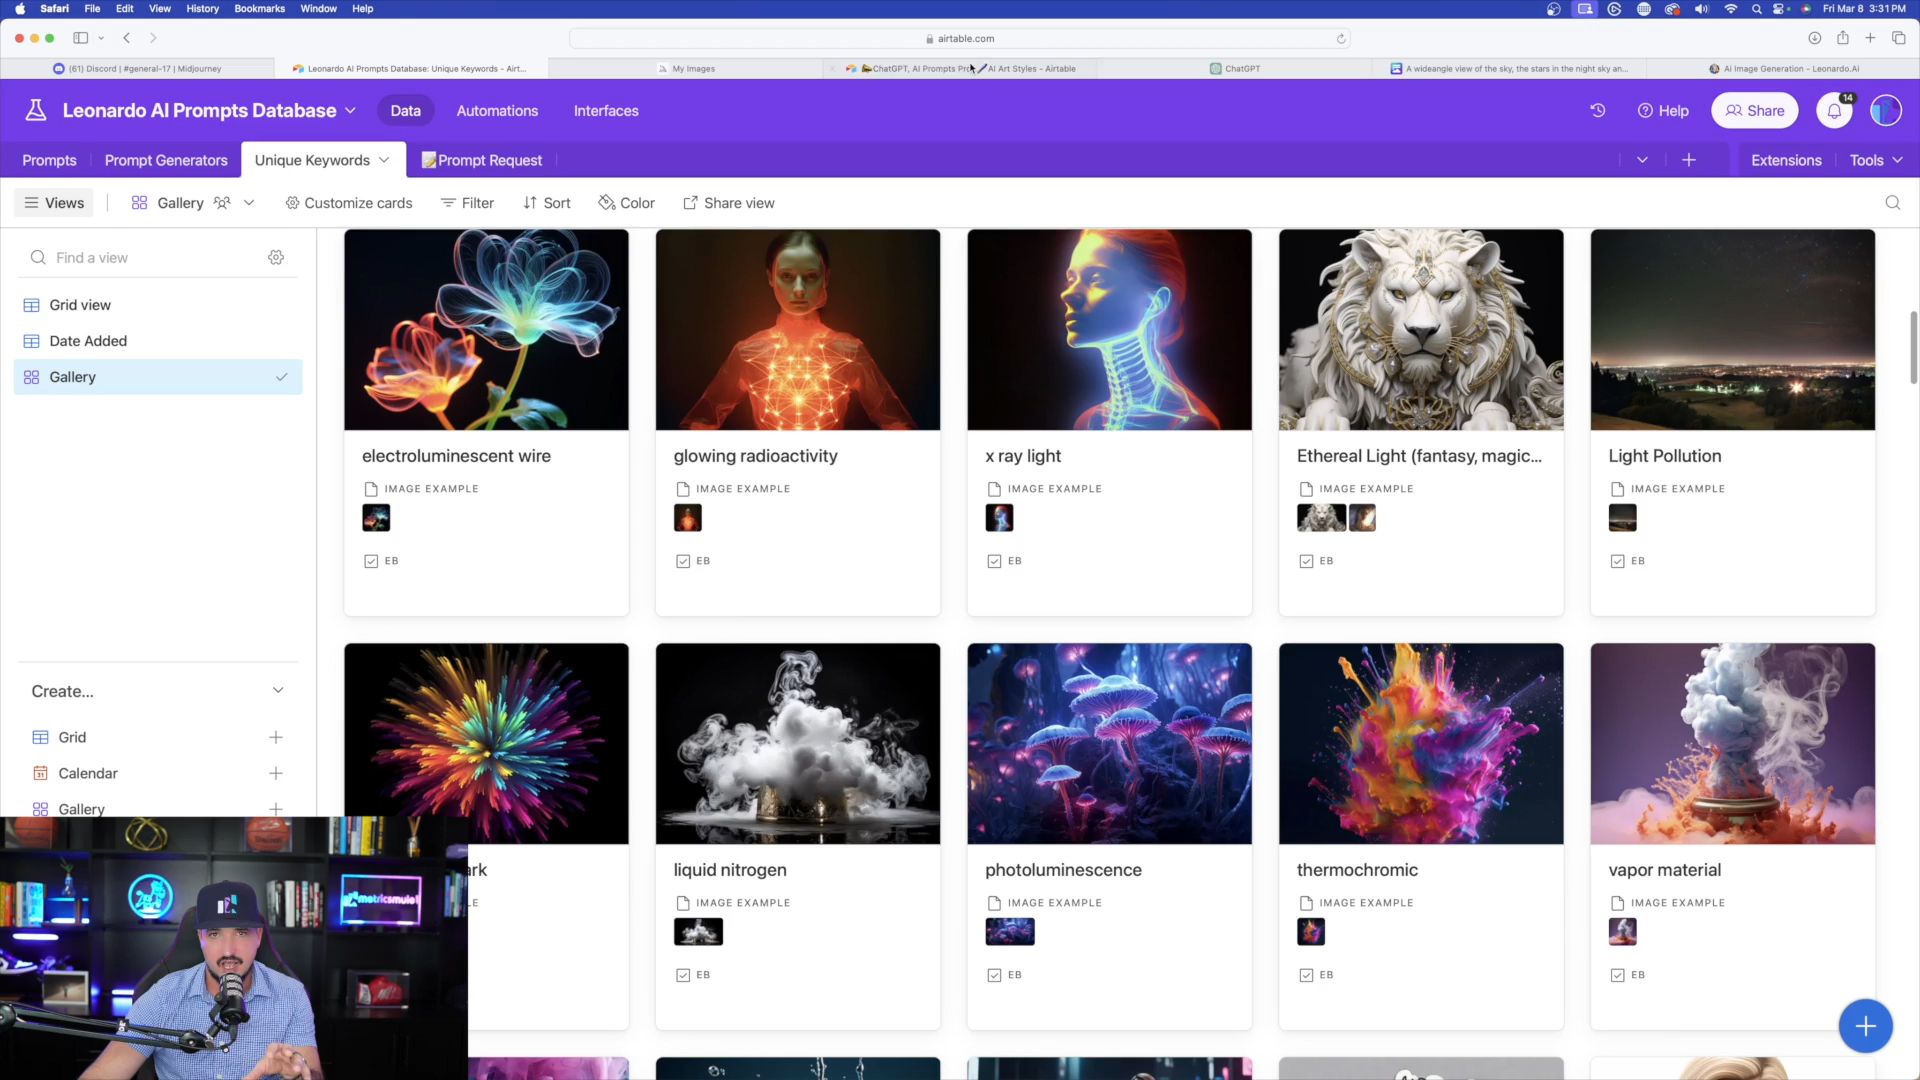 Safari File Edit View History Bookmarks Window Help Fri Mar 8 3:31 PM
airtable.com
(61) Discord | #general-17 | Midjourney
Leonardo AI Prompts Database: Unique Keywords - Airt...
My Images
ChatGPT, AI Prompts Pro AI Art Styles - Airtable
ChatGPT
A wideangle view of the sky, the stars in the night sky an...
Ai Image Generation - Leonardo.Ai
Leonardo AI Prompts Database Data Automations Interfaces Help Share 14
Prompts Prompt Generators Unique Keywords Prompt Request Extensions Tools
Views Gallery Customize cards Filter Sort Color Share view
Find a view
Grid view
Date Added
Gallery
Create...
Grid
Calendar
31
Gallery
electroluminescent wire
IMAGE EXAMPLE
EB
glowing radioactivity
IMAGE EXAMPLE
EB
x ray light
IMAGE EXAMPLE
EB
Ethereal Light (fantasy, magic...
IMAGE EXAMPLE
EB
Light Pollution
IMAGE EXAMPLE
EB
ark
LE
liquid nitrogen
IMAGE EXAMPLE
EB
photoluminescence
IMAGE EXAMPLE
EB
thermochromic
IMAGE EXAMPLE
EB
vapor material
IMAGE EXAMPLE
EB
metricsmule